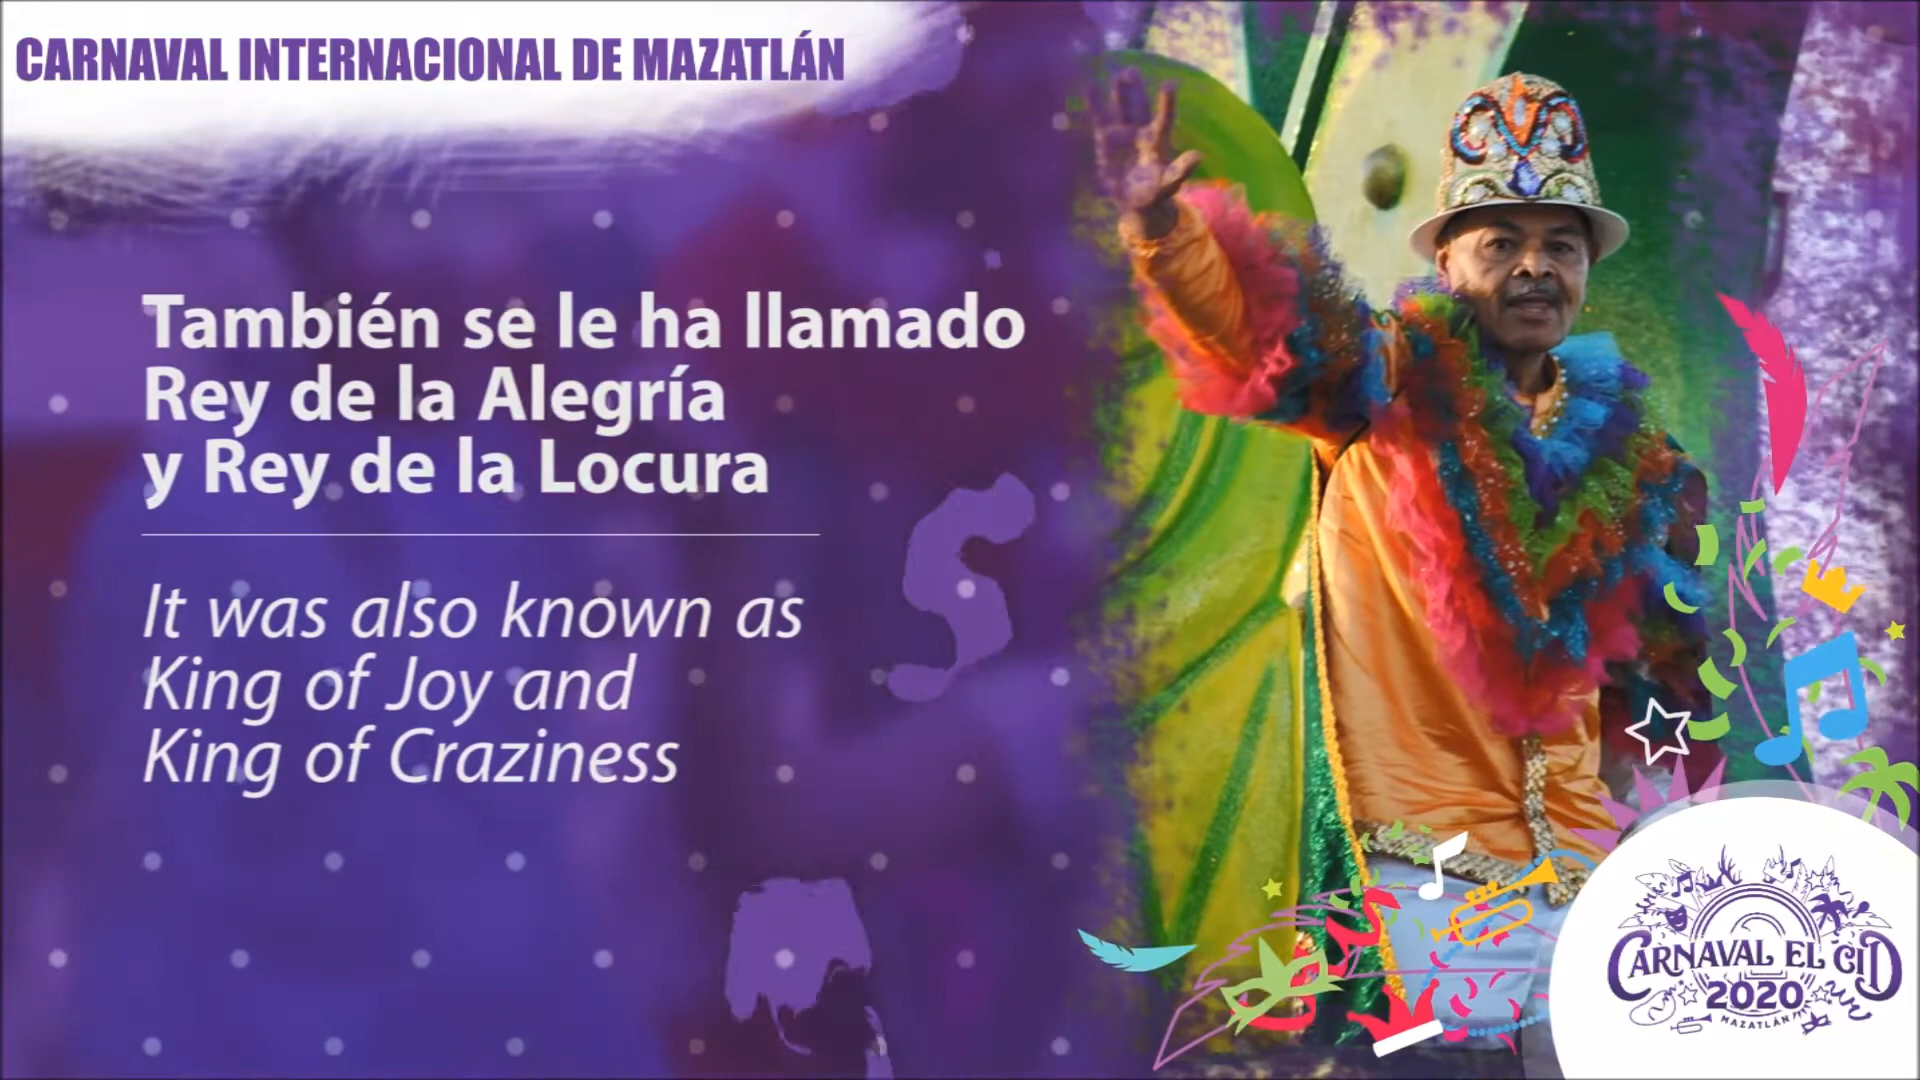 CARNAVAL INTERNACIONAL DE MAZATLÁN
También se le ha llamado
Rey de la Alegría
y Rey de la Locura
It was also known as
King of Joy and
King of Craziness
CARNAVAL EL CID
2020
MAZATLÁN